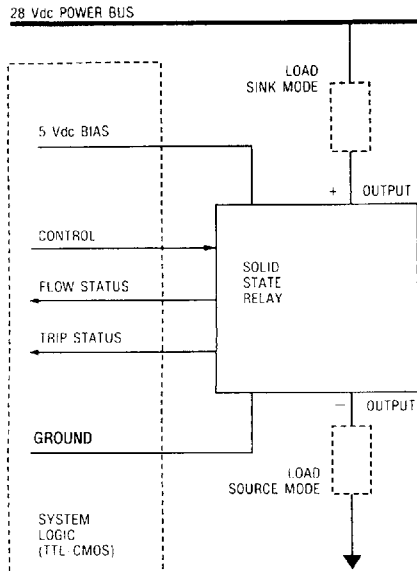 28 Vdc POWER BUS
LOAD
SINK MODE
5 Vdc BIAS
+ OUTPUT
CONTROL
SOLID
STATE
RELAY
FLOW STATUS
TRIP STATUS
— OUTPUT
GROUND
LOAD
SOURCE MODE
SYSTEM
LOGIC
(TTL-CMOS)